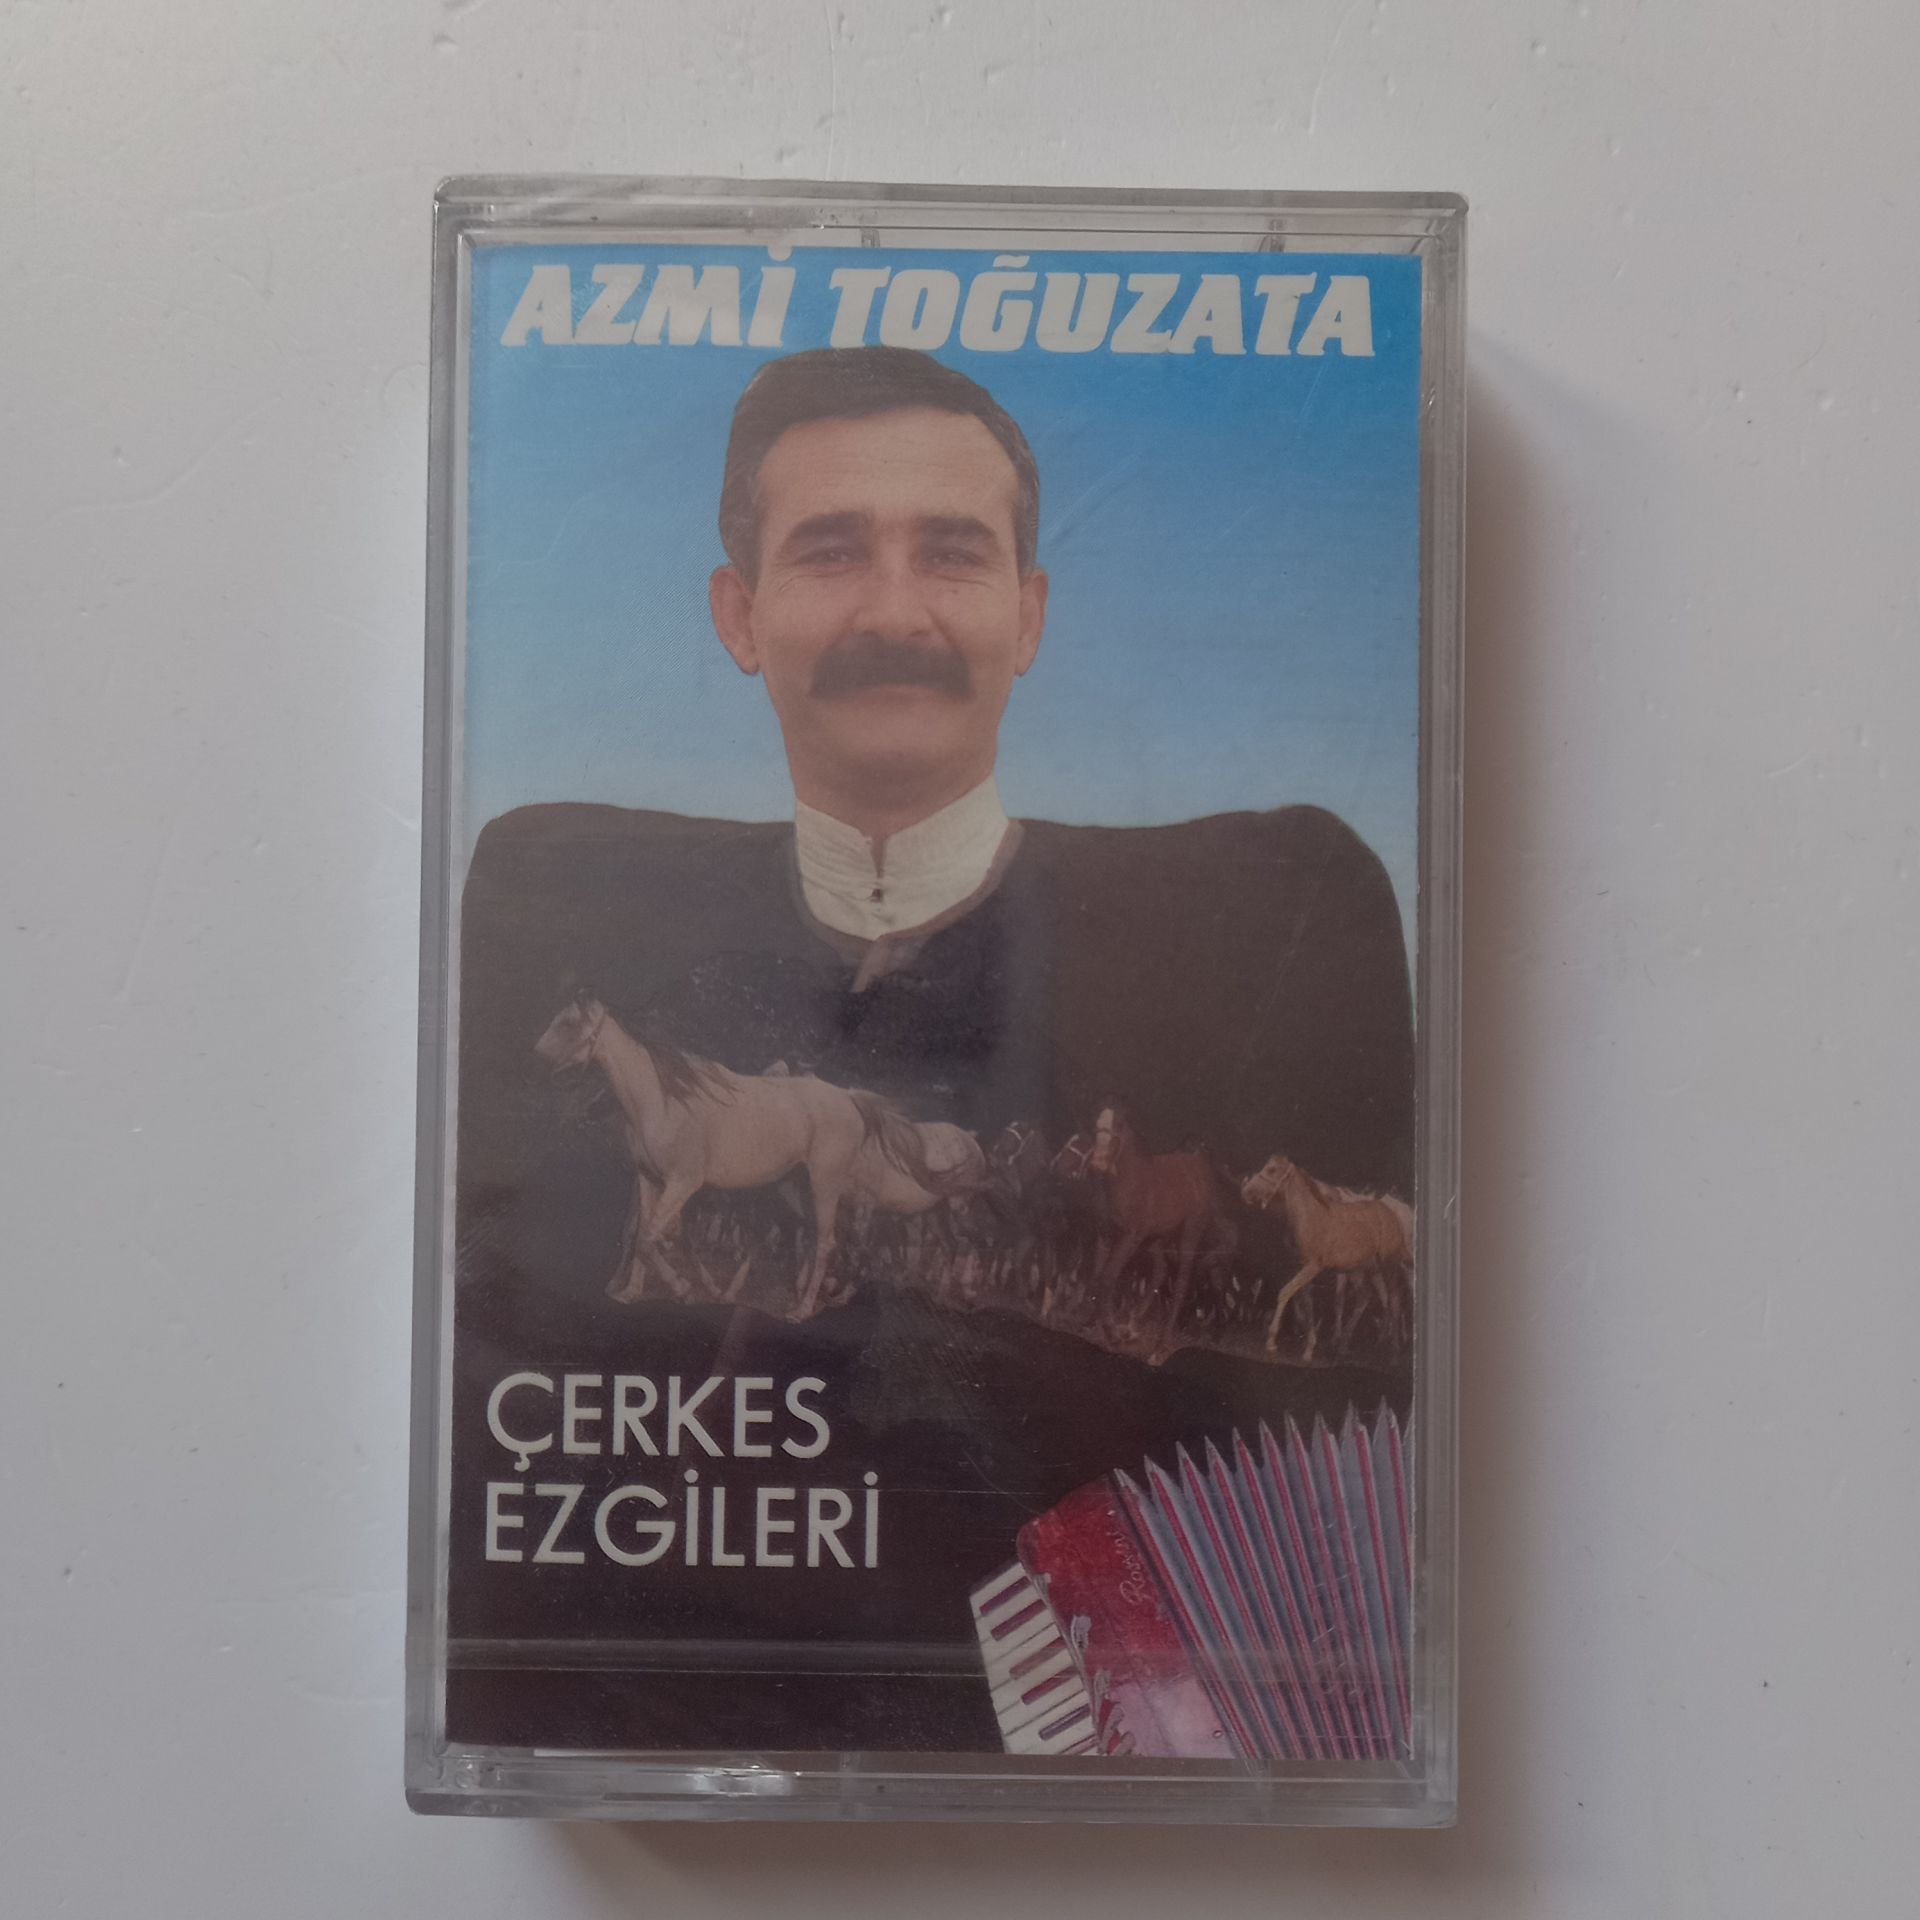 AZMİ TOĞUZATA
ÇERKES
EZGİLERİ